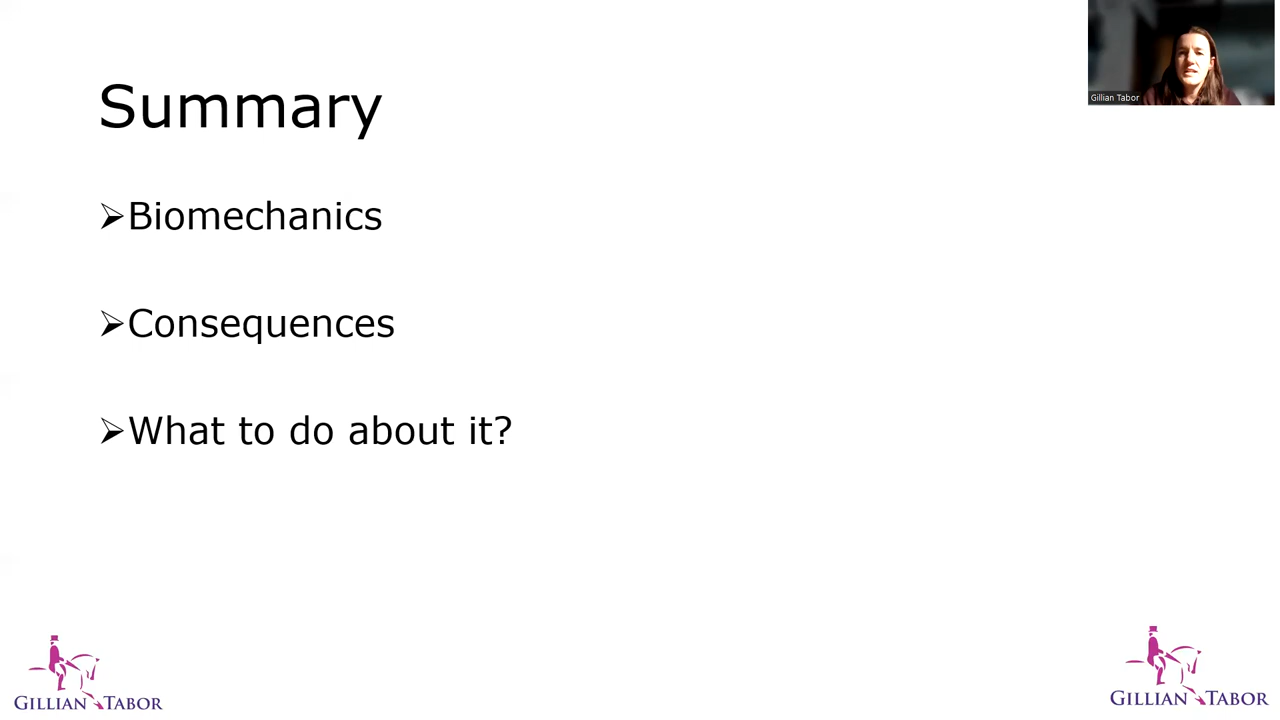 Gillian Tabor
Summary
➢Biomechanics
➢Consequences
➢What to do about it?
GILLIAN TABOR
GILLIAN TABOR